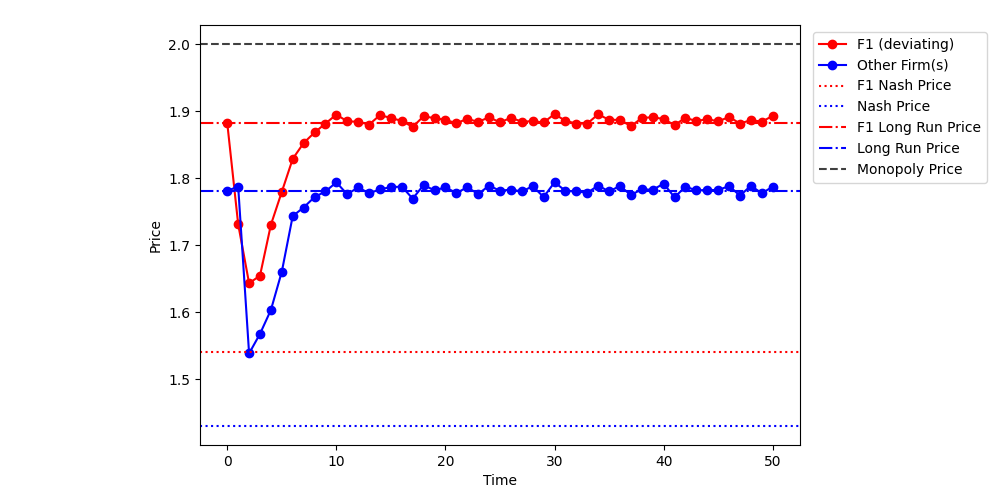 2.0
1.9
1.8
1.7
1.6
1.5
Price
0 10 20 30 40 50
Time
F1 (deviating)
Other Firm(s)
F1 Nash Price
Nash Price
F1 Long Run Price
Long Run Price
Monopoly Price